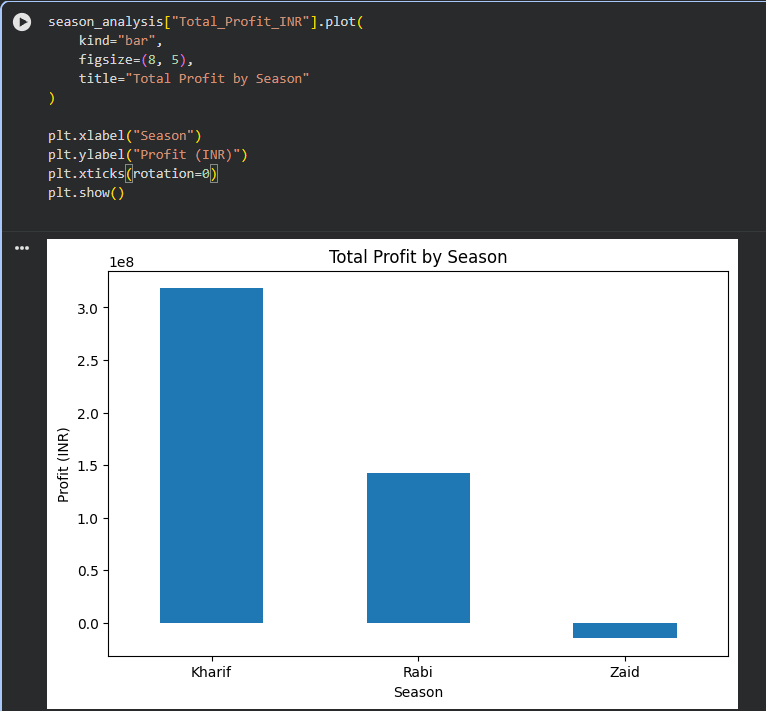 season_analysis["Total_Profit_INR"].plot(
    kind="bar",
    figsize=(8, 5),
    title="Total Profit by Season"
)
plt.xlabel("Season")
plt.ylabel("Profit (INR)")
plt.xticks(rotation=0)
plt.show()
Total Profit by Season
1e8
3.0
2.5
2.0
1.5
1.0
0.5
0.0
Profit (INR)
Kharif Rabi Zaid
Season